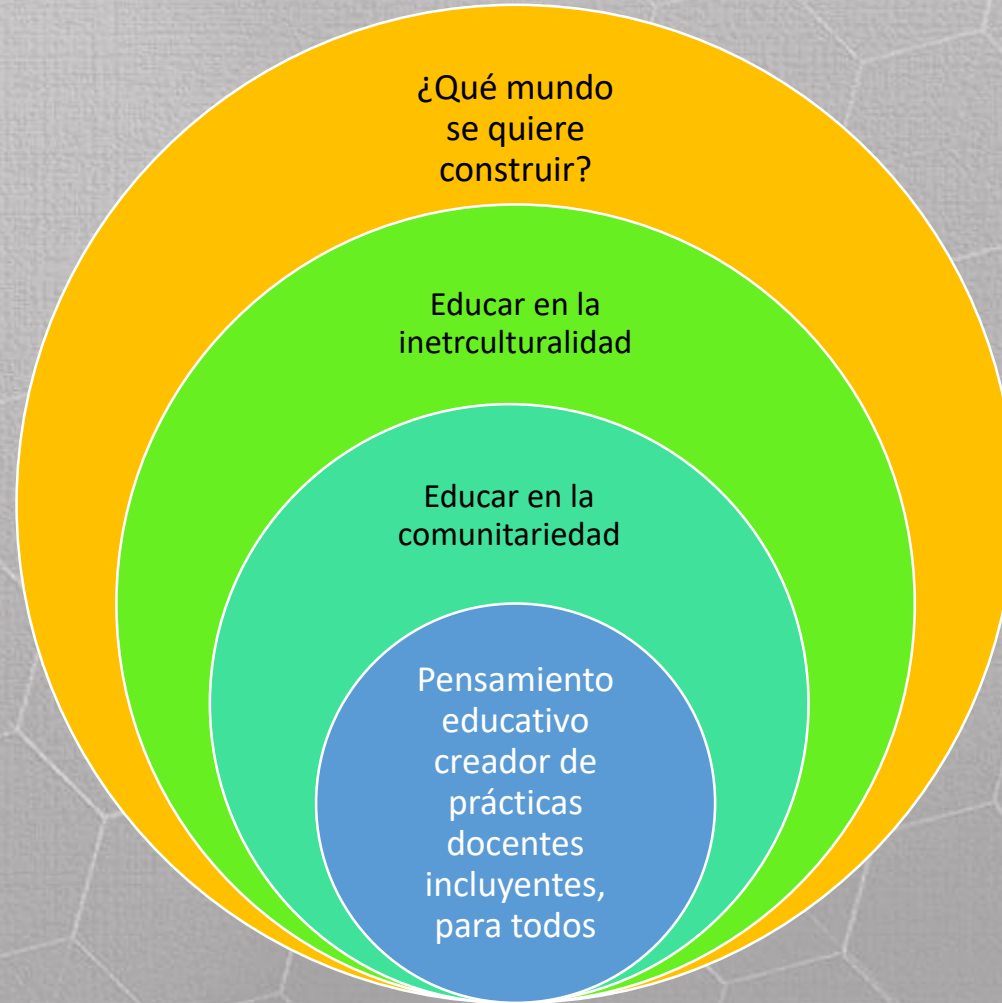 ¿Qué mundo
se quiere
construir?
Educar en la
inetrculturalidad
Educar en la
comunitariedad
Pensamiento
educativo
creador de
prácticas
docentes
incluyentes,
para todos